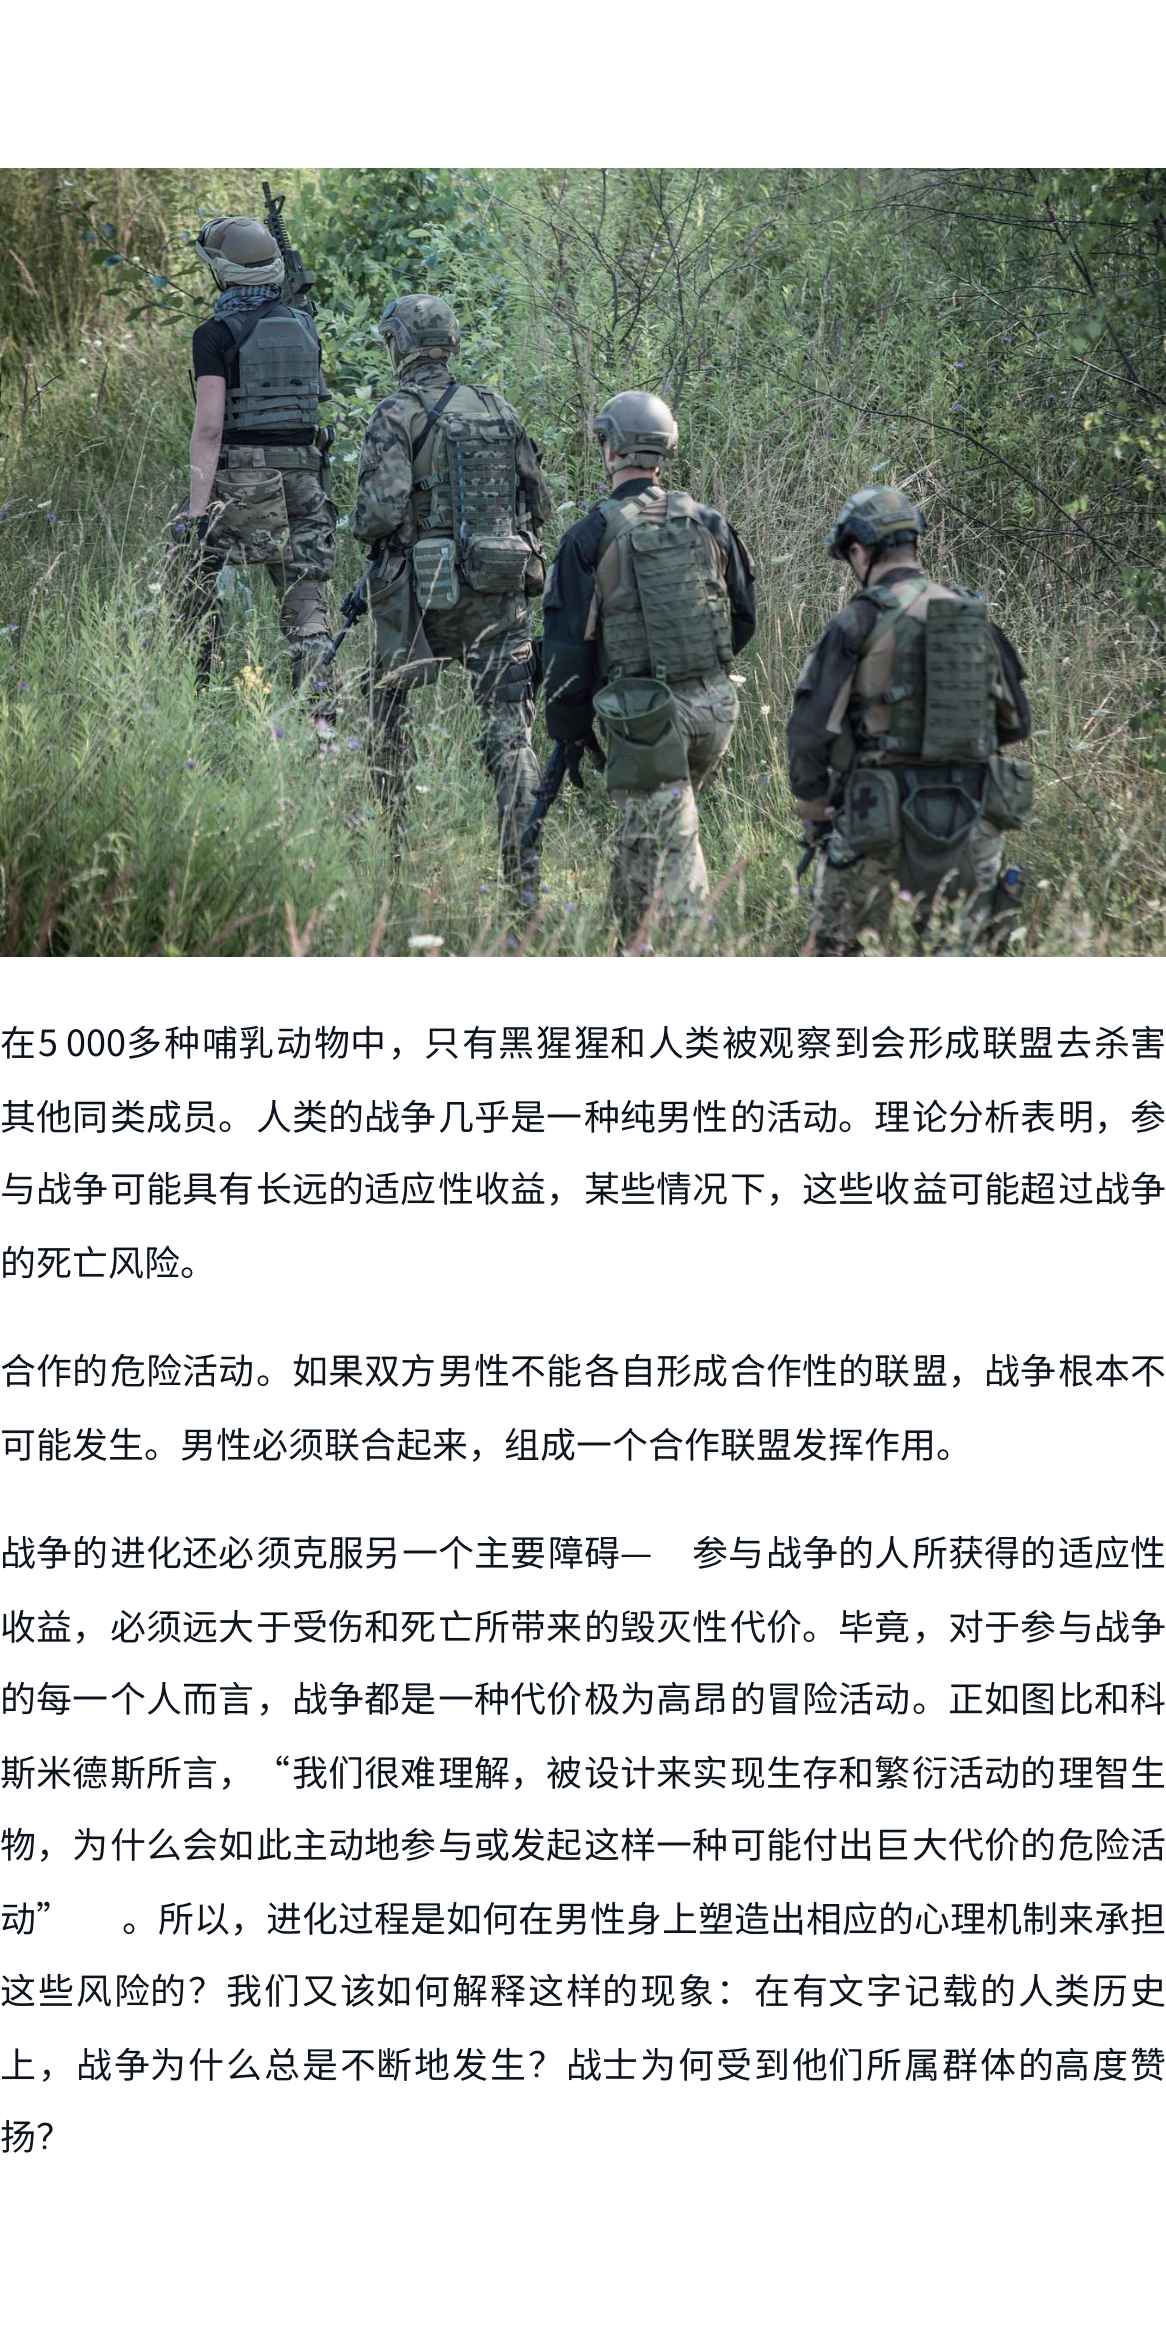 在5 000多种哺乳动物中，只有黑猩猩和人类被观察到会形成联盟去杀害
其他同类成员。人类的战争几乎是一种纯男性的活动。理论分析表明，参
与战争可能具有长远的适应性收益，某些情况下，这些收益可能超过战争
的死亡风险。
合作的危险活动。如果双方男性不能各自形成合作性的联盟，战争根本不
可能发生。男性必须联合起来，组成一个合作联盟发挥作用。
战争的进化还必须克服另一个主要障碍— 参与战争的人所获得的适应性
收益，必须远大于受伤和死亡所带来的毁灭性代价。毕竟，对于参与战争
的每一个人而言，战争都是一种代价极为高昂的冒险活动。正如图比和科
斯米德斯所言，“我们很难理解，被设计来实现生存和繁衍活动的理智生
物，为什么会如此主动地参与或发起这样一种可能付出巨大代价的危险活
动” 。所以，进化过程是如何在男性身上塑造出相应的心理机制来承担
这些风险的？我们又该如何解释这样的现象：在有文字记载的人类历史
上，战争为什么总是不断地发生？战士为何受到他们所属群体的高度赞
扬？